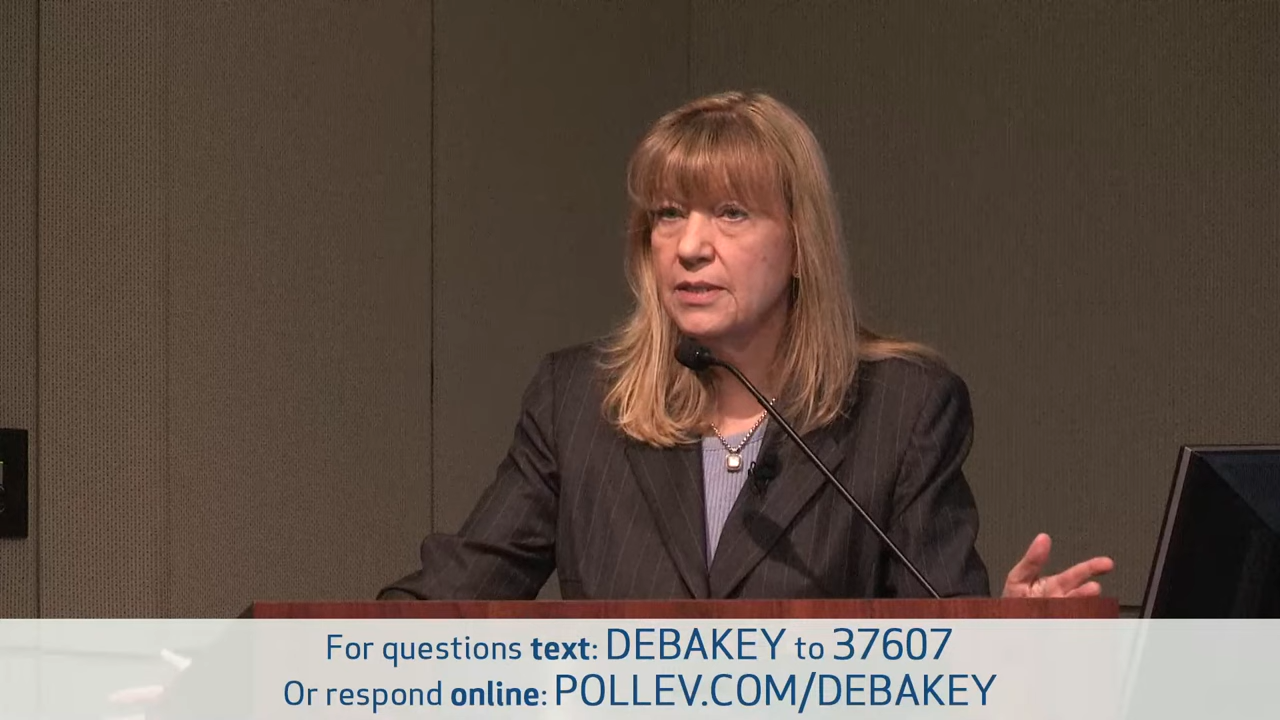 For questions text: DEBAKEY to 37607
Or respond online: POLLEV.COM/DEBAKEY